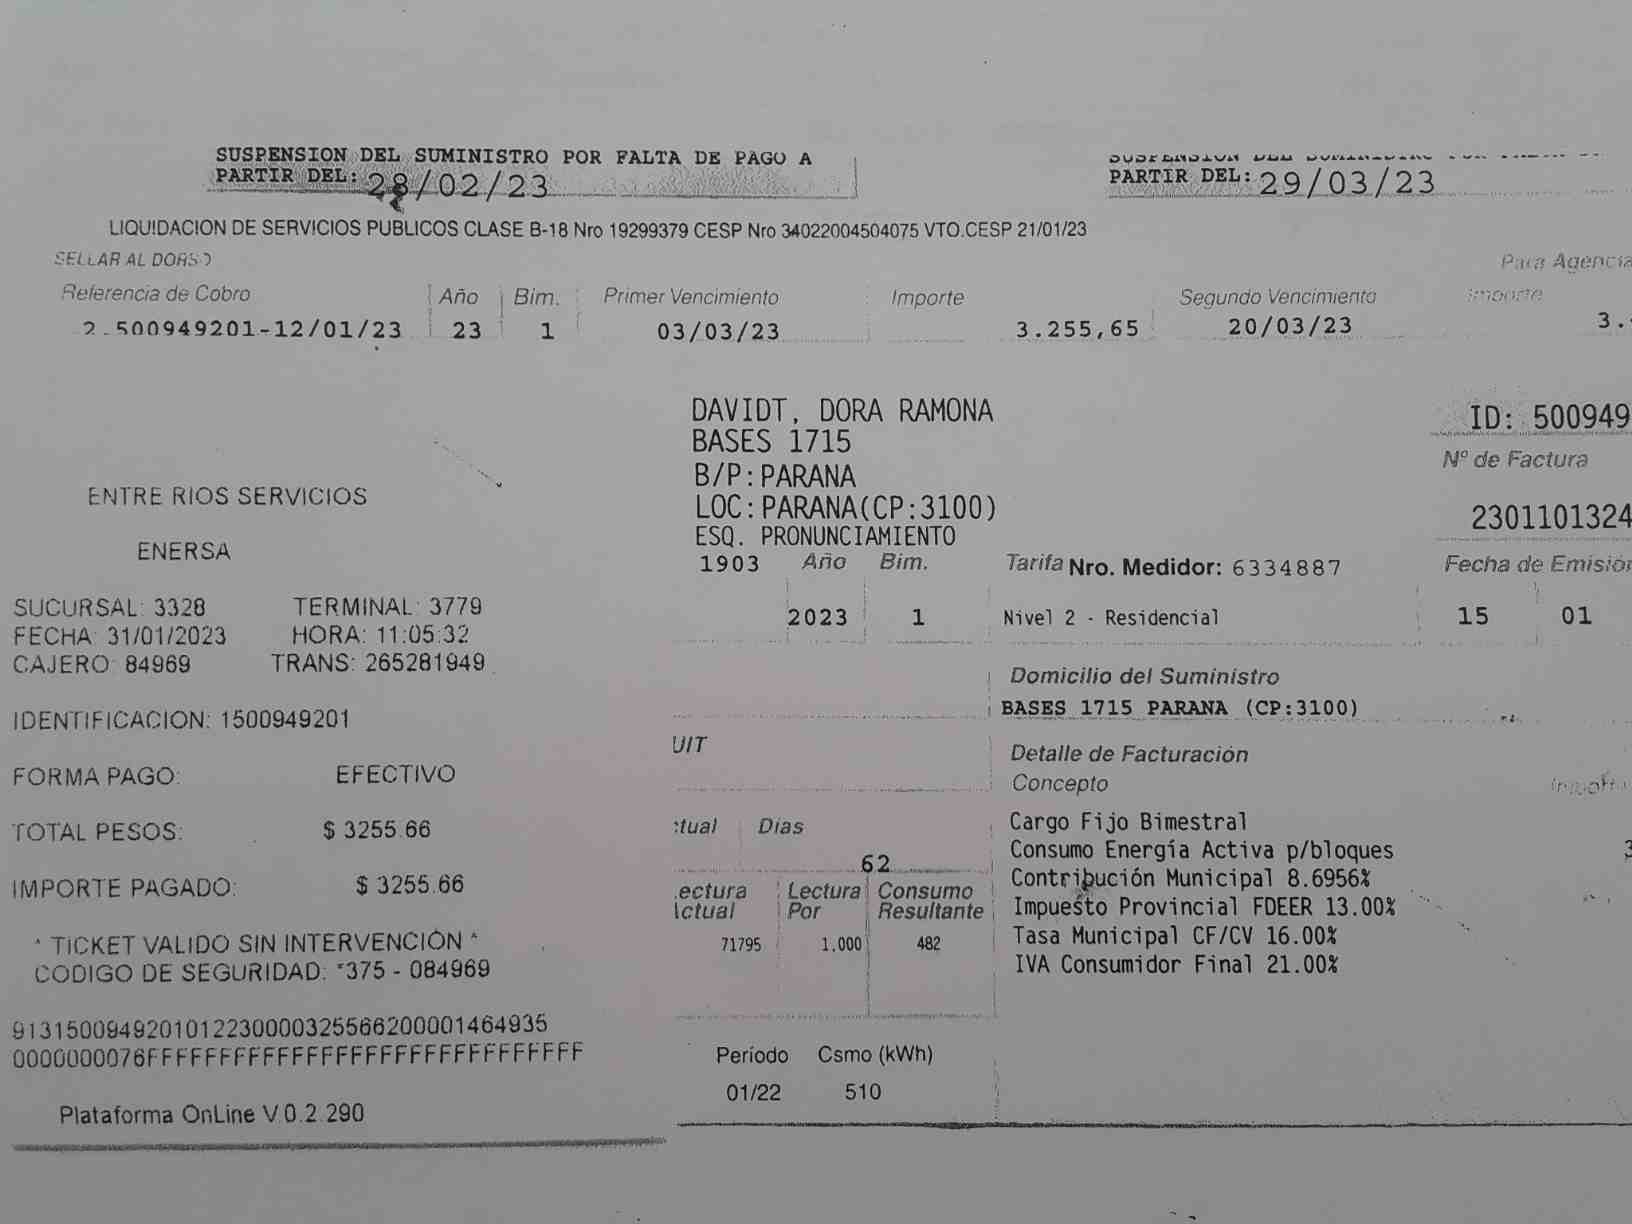 SUSPENSION DEL SUMINISTRO POR FALTA DE PAGO A
PARTIR DEL: 28/02/23
PARTIR DEL: 29/03/23
LIQUIDACION DE SERVICIOS PUBLICOS CLASE B-18 Nro 19299379 CESP Nro 34022004504075 VTO.CESP 21/01/23
SELLAR AL DORSO
Para Agencia
Referencia de Cobro Año Bim. Primer Vencimiento Importe Segundo Vencimiento Importe
2.500949201-12/01/23 23 1 03/03/23 3.255,65 20/03/23 3.
DAVIDT, DORA RAMONA
BASES 1715
B/P:PARANA
LOC:PARANA(CP:3100)
ESQ. PRONUNCIAMIENTO
ID: 500949
Nº de Factura
2301101324
ENTRE RIOS SERVICIOS
ENERSA
SUCURSAL: 3328 TERMINAL: 3779
FECHA: 31/01/2023 HORA: 11:05:32
CAJERO: 84969 TRANS: 265281949
IDENTIFICACION: 1500949201
FORMA PAGO: EFECTIVO
TOTAL PESOS: $ 3255.66
IMPORTE PAGADO: $ 3255.66
* TICKET VALIDO SIN INTERVENCIÓN *
CODIGO DE SEGURIDAD: *375 - 084969
Plataforma OnLine V.0.2.290
1903 Año Bim. Tarifa Nro. Medidor: 6334887 Fecha de Emisión
2023 1 Nivel 2 - Residencial 15 01
Domicilio del Suministro
BASES 1715 PARANA (CP:3100)
UIT
Detalle de Facturación
Concepto
ctual Dias
62
Lectura Lectura Consumo
Actual Por Resultante
71795 1.000 482
Cargo Fijo Bimestral
Consumo Energía Activa p/bloques 3
Contribución Municipal 8.6956%
Impuesto Provincial FDEER 13.00%
Tasa Municipal CF/CV 16.00%
IVA Consumidor Final 21.00%
Período Csmo (kWh)
01/22 510